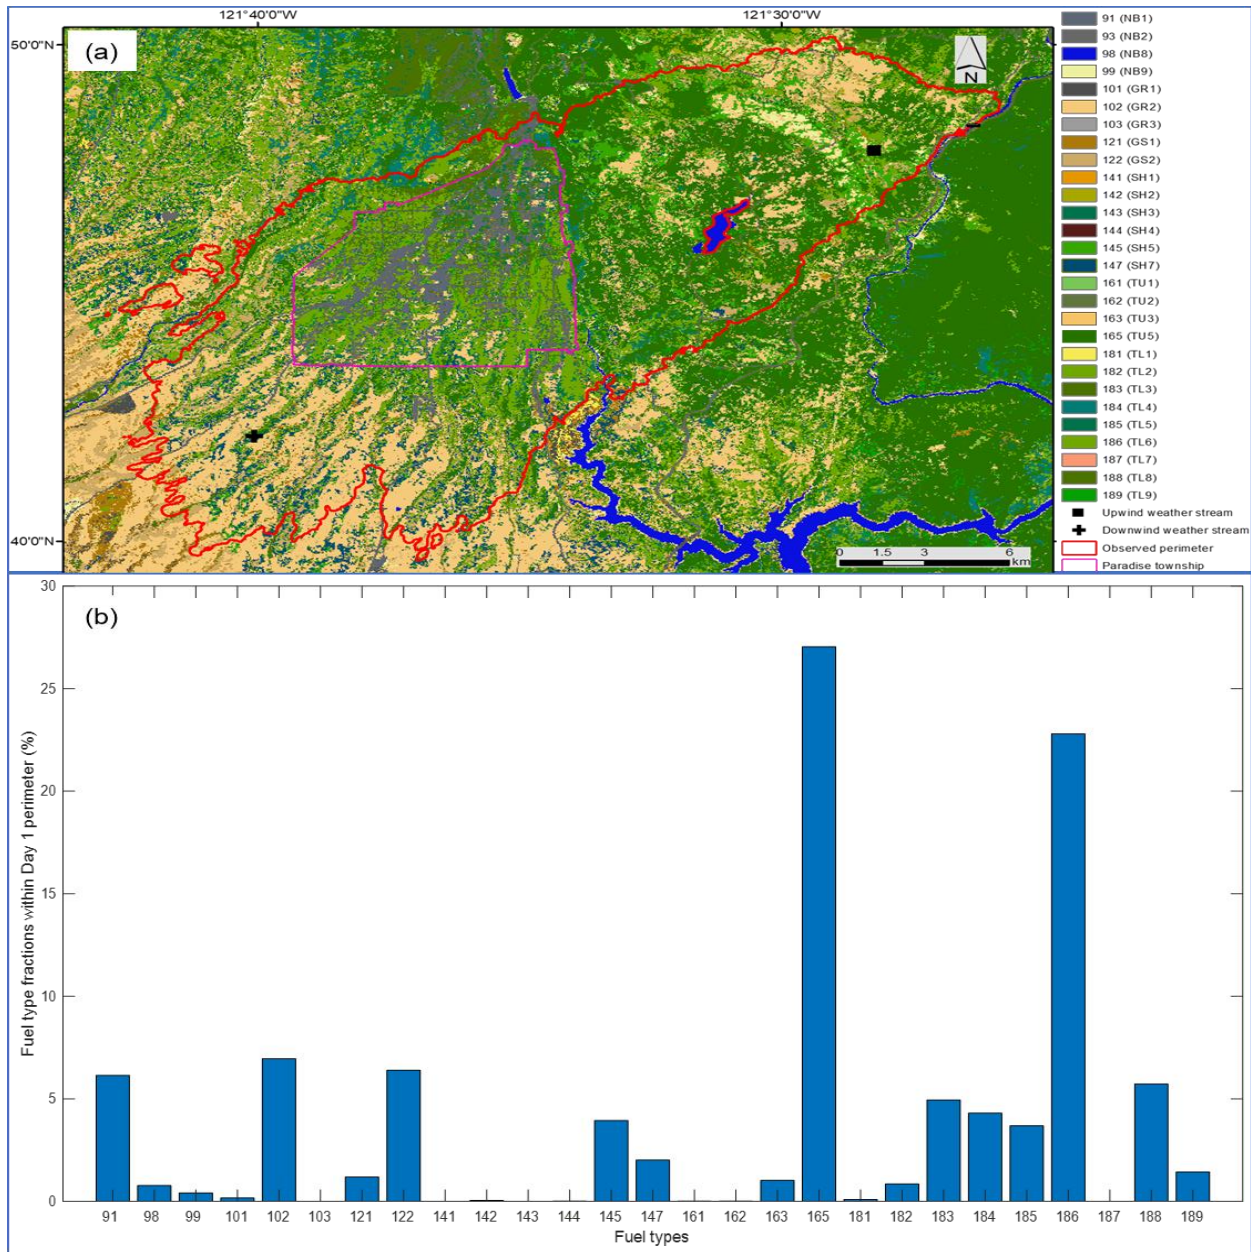 121°40'0"W
121°30'0"W
50'0"N
(a)
N
40'0"N
0 1.5 3 6
km
91 (NB1)
93 (NB2)
98 (NB8)
99 (NB9)
101 (GR1)
102 (GR2)
103 (GR3)
121 (GS1)
122 (GS2)
141 (SH1)
142 (SH2)
143 (SH3)
144 (SH4)
145 (SH5)
147 (SH7)
161 (TU1)
162 (TU2)
163 (TU3)
165 (TU5)
181 (TL1)
182 (TL2)
183 (TL3)
184 (TL4)
185 (TL5)
186 (TL6)
187 (TL7)
188 (TL8)
189 (TL9)
Upwind weather stream
Downwind weather stream
Observed perimeter
Paradise township
(b)
Fuel type fractions within Day 1 perimeter (%)
30
25
20
15
10
5
0
91 98 99 101 102 103 121 122 141 142 143 144 145 147 161 162 163 165 181 182 183 184 185 186 187 188 189
Fuel types